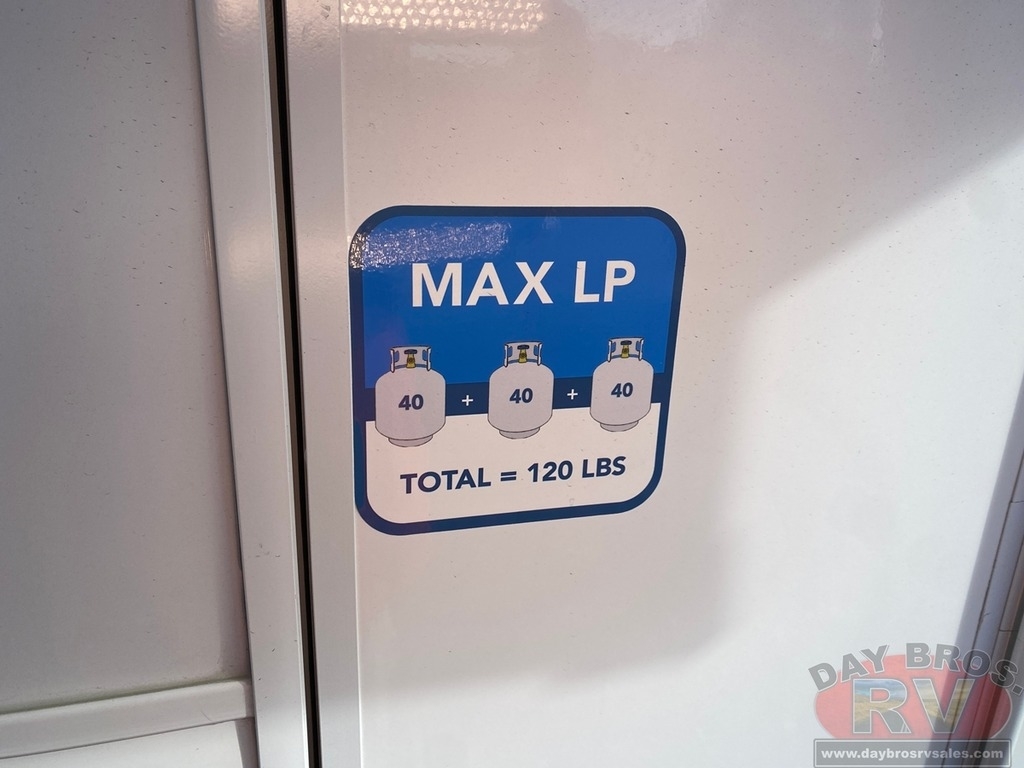 MAX LP
40 + 40 + 40
TOTAL = 120 LBS
DAY BROS.
RV
www.daybrosrvsales.com